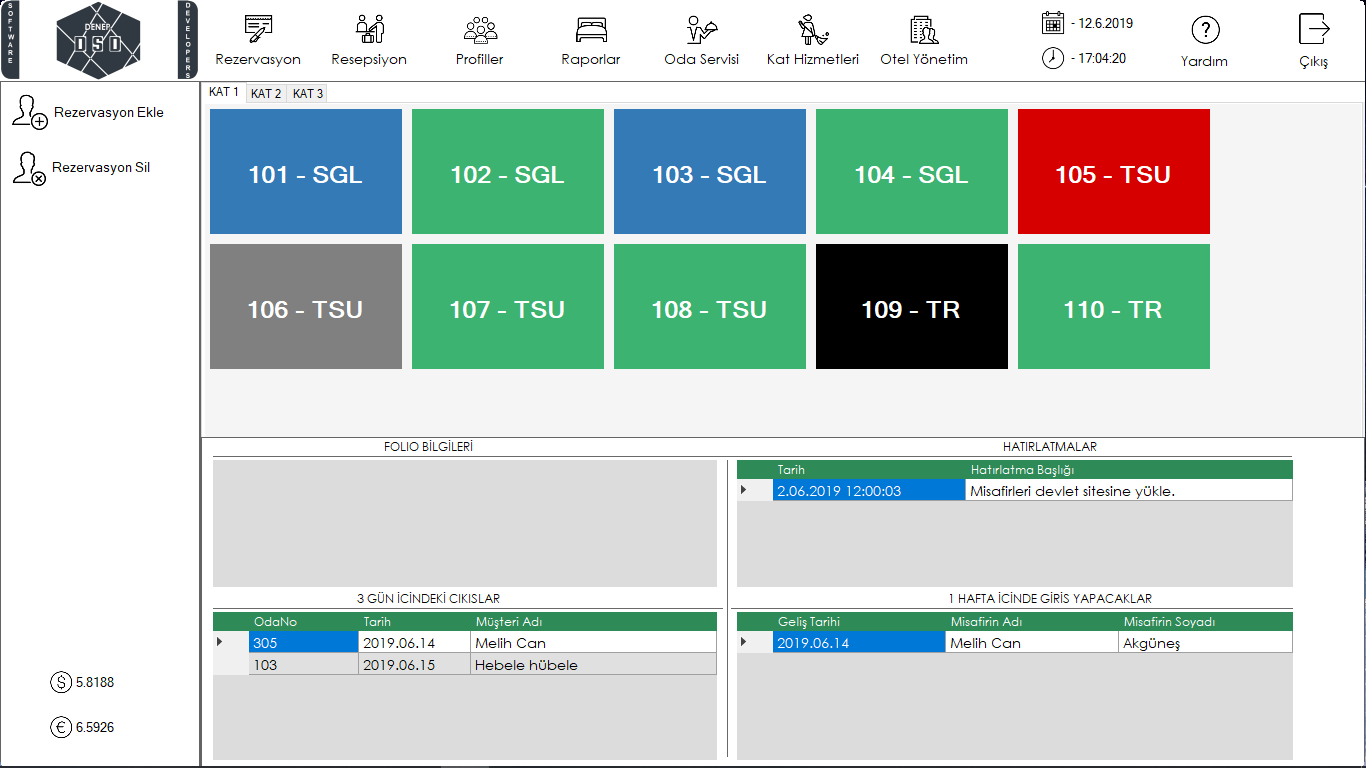 SOFTWARE
DENEP
DSD
DEVELOPERS
Rezervasyon
Resepsiyon
Profiller
Raporlar
Oda Servisi
Kat Hizmetleri
Otel Yönetim
- 12.6.2019
- 17:04:20
Yardım
Çıkış
Rezervasyon Ekle
Rezervasyon Sil
$ 5.8188
€ 6.5926
KAT 1 KAT 2 KAT 3
101 - SGL 102 - SGL 103 - SGL 104 - SGL 105 - TSU
106 - TSU 107 - TSU 108 - TSU 109 - TR 110 - TR
FOLIO BİLGİLERİ
HATIRLATMALAR
Tarih Hatırlatma Başlığı
2.06.2019 12:00:03 Misafirleri devlet sitesine yükle.
3 GÜN İCİNDEKİ CIKISLAR
OdaNo Tarih Müşteri Adı
305 2019.06.14 Melih Can
103 2019.06.15 Hebele hübele
1 HAFTA İCİNDE GİRİS YAPACAKLAR
Geliş Tarihi Misafirin Adı Misafirin Soyadı
2019.06.14 Melih Can Akgüneş